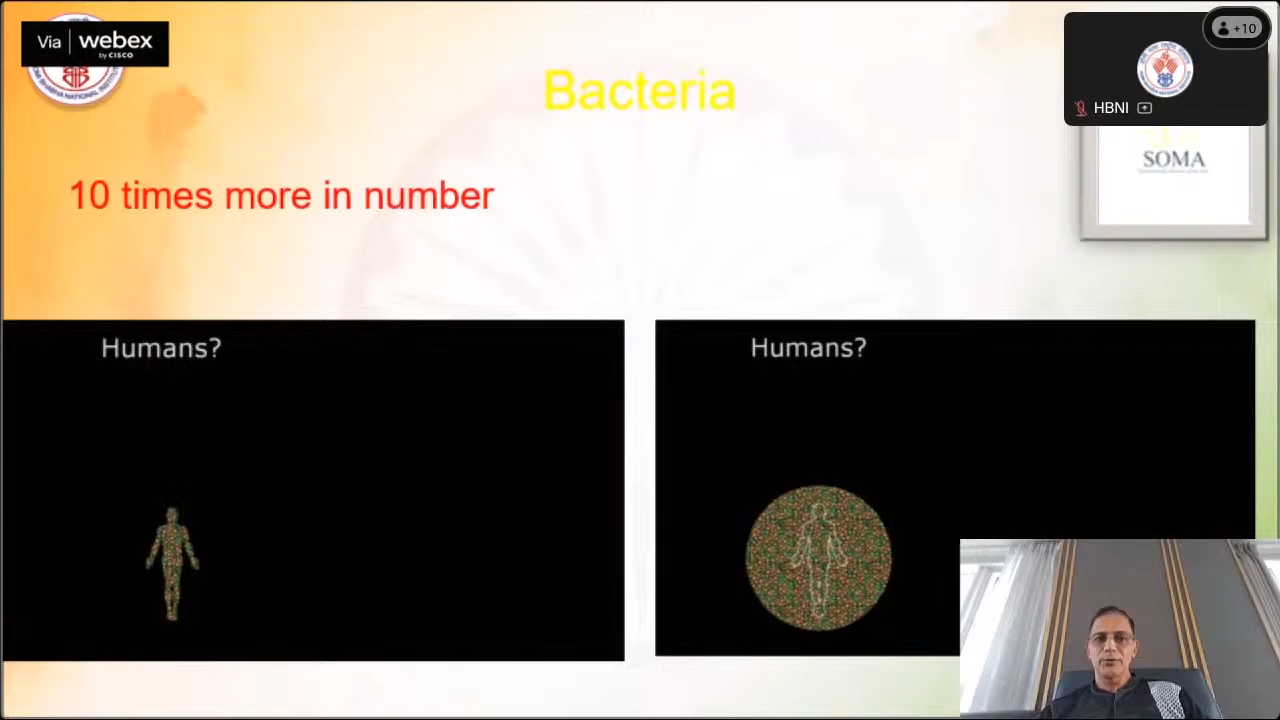 Via webex
by CISCO
+10
HBNI
Bacteria
SOMA
10 times more in number
Humans?
Humans?